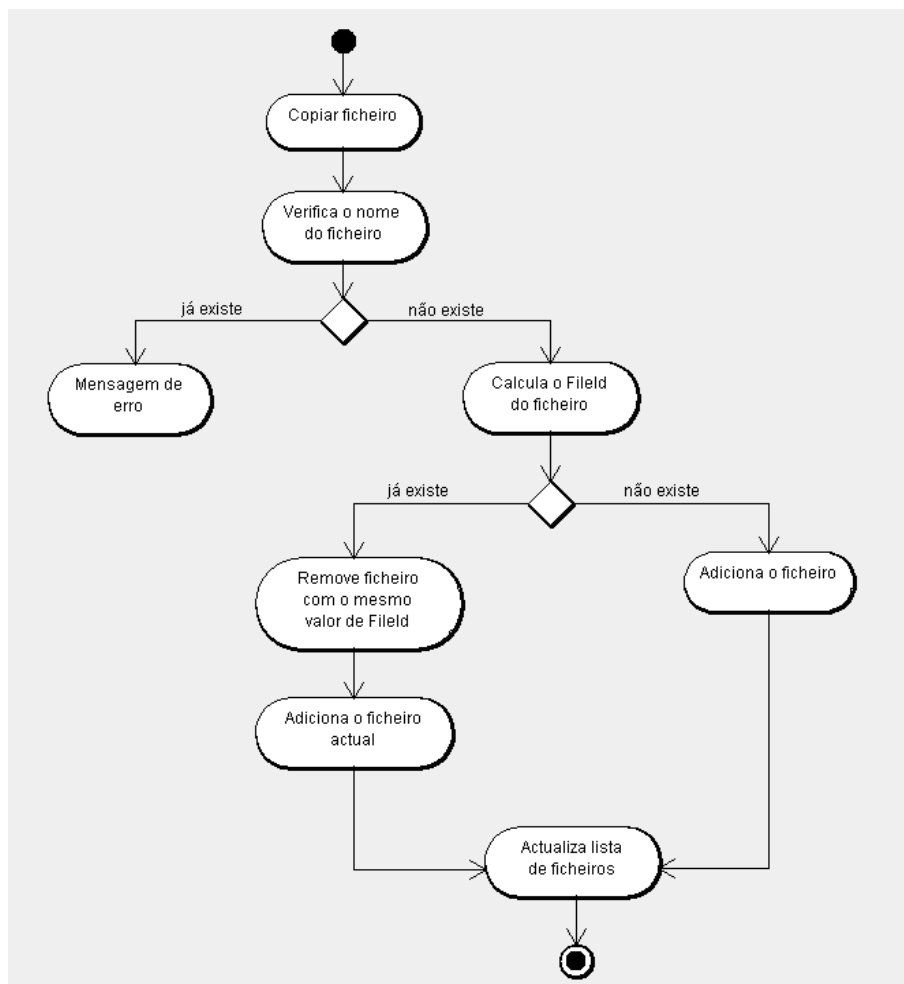 Copiar ficheiro
Verifica o nome
do ficheiro
já existe
não existe
Mensagem de
erro
Calcula o FileId
do ficheiro
já existe
não existe
Remove ficheiro
com o mesmo
valor de FileId
Adiciona o ficheiro
Adiciona o ficheiro
actual
Actualiza lista
de ficheiros